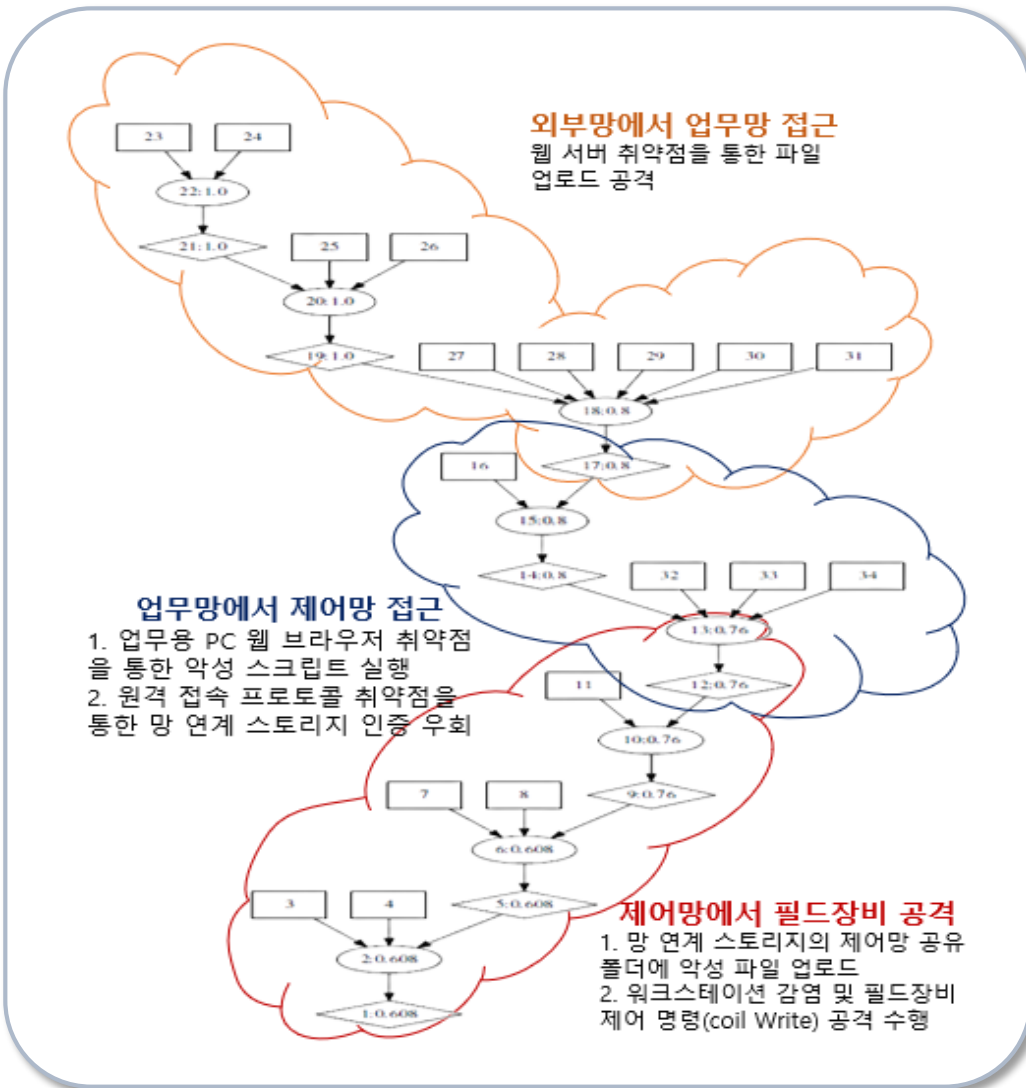 외부망에서 업무망 접근
웹 서버 취약점을 통한 파일
업로드 공격
23 24
22:1.0
21:1.0 25 26
20:1.0
19:1.0 27 28 29 30 31
18:0.8
16 17:0.8
15:0.8
14:0.8 32 33 34
업무망에서 제어망 접근
1. 업무용 PC 웹 브라우저 취약점
을 통한 악성 스크립트 실행
2. 원격 접속 프로토콜 취약점을
통한 망 연계 스토리지 인증 우회
13:0.76
11 12:0.76
10:0.76
7 8 9:0.76
6:0.608
3 4 5:0.608
2:0.608
1:0.608
제어망에서 필드장비 공격
1. 망 연계 스토리지의 제어망 공유
폴더에 악성 파일 업로드
2. 워크스테이션 감염 및 필드장비
제어 명령(coil Write) 공격 수행